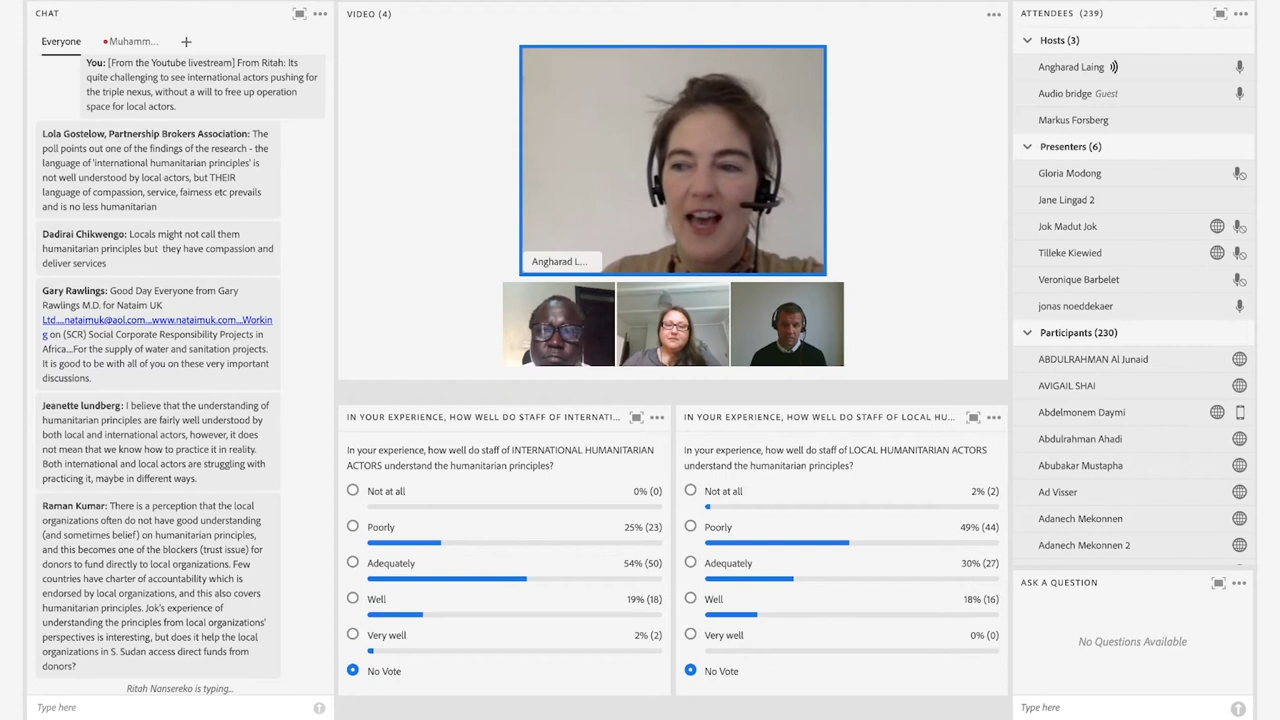 CHAT
Everyone
Muhamm...
You: [From the Youtube livestream] From Ritah: Its
quite challenging to see international actors pushing for
the triple nexus, without a will to free up operation
space for local actors.
Lola Gostelow, Partnership Brokers Association: The
poll points out one of the findings of the research - the
language of 'international humanitarian principles' is
not well understood by local actors, but THEIR
language of compassion, service, fairness etc prevails
and is no less humanitarian
Dadirai Chikwengo: Locals might not call them
humanitarian principles but they have compassion and
deliver services
Gary Rawlings: Good Day Everyone from Gary
Rawlings M.D. for Nataim UK
Ltd....nataimuk@aol.com...www.nataimuk.com...Workin
g on (SCR) Social Corporate Responsibility Projects in
Africa...For the supply of water and sanitation projects.
It is good to be with all of you on these very important
discussions.
Jeanette lundberg: I believe that the understanding of
humanitarian principles are fairly well understood by
both local and international actors, however, it does
not mean that we know how to practice it in reality.
Both international and local actors are struggling with
practicing it, maybe in different ways.
Raman Kumar: There is a perception that the local
organizations often do not have good understanding
(and sometimes belief) on humanitarian principles,
and this becomes one of the blockers (trust issue) for
donors to fund directly to local organizations. Few
countries have charter of accountability which is
endorsed by local organizations, and this also covers
humanitarian principles. Jok's experience of
understanding the principles from local organizations'
perspectives is interesting, but does it help the local
organizations in S. Sudan access direct funds from
donors?
Ritah Nansereko is typing...
Type here
VIDEO (4)
Angharad L...
IN YOUR EXPERIENCE, HOW WELL DO STAFF OF INTERNATI...
In your experience, how well do staff of INTERNATIONAL HUMANITARIAN
ACTORS understand the humanitarian principles?
Not at all 0% (0)
Poorly 25% (23)
Adequately 54% (50)
Well 19% (18)
Very well 2% (2)
No Vote
IN YOUR EXPERIENCE, HOW WELL DO STAFF OF LOCAL HU...
In your experience, how well do staff of LOCAL HUMANITARIAN ACTORS
understand the humanitarian principles?
Not at all 2% (2)
Poorly 49% (44)
Adequately 30% (27)
Well 18% (16)
Very well 0% (0)
No Vote
ATTENDEES (239)
Hosts (3)
Angharad Laing
Audio bridge Guest
Markus Forsberg
Presenters (6)
Gloria Modong
Jane Lingad 2
Jok Madut Jok
Tilleke Kiewied
Veronique Barbelet
jonas noeddekaer
Participants (230)
ABDULRAHMAN Al Junaid
AVIGAIL SHAI
Abdelmonem Daymi
Abdulrahman Ahadi
Abubakar Mustapha
Ad Visser
Adanech Mekonnen
Adanech Mekonnen 2
ASK A QUESTION
No Questions Available
Type here